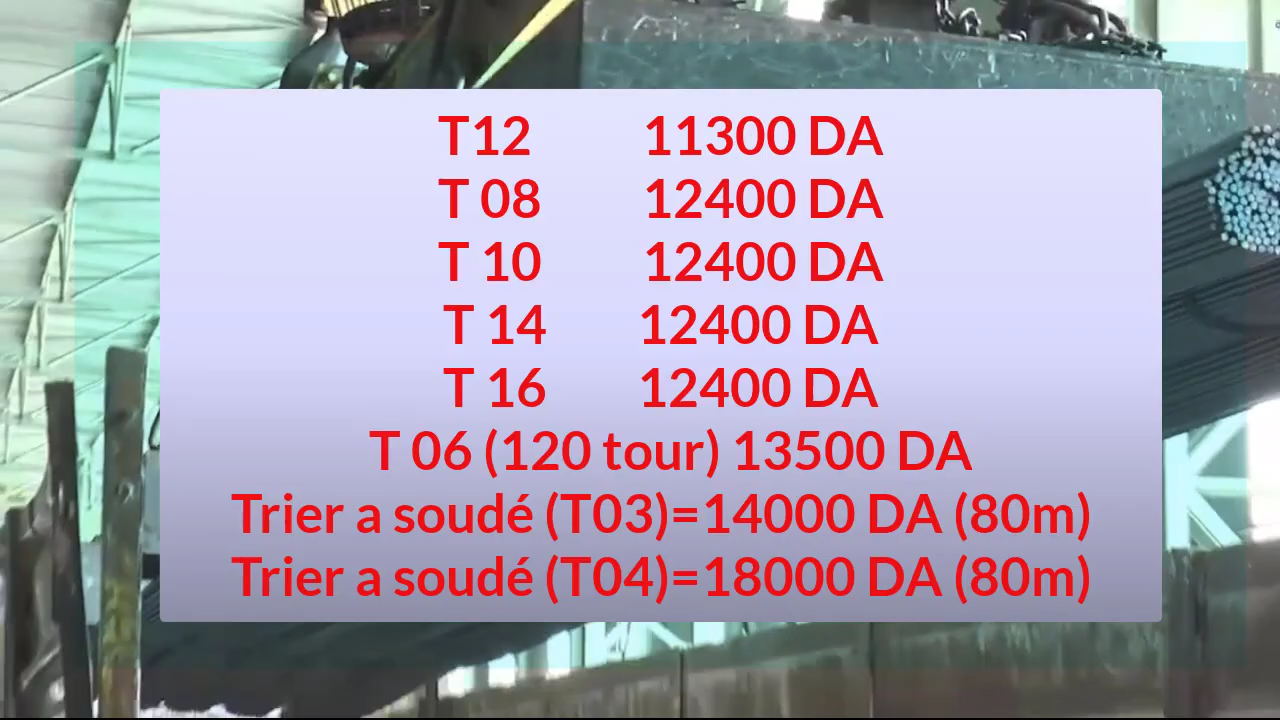 T12 11300 DA
T 08 12400 DA
T 10 12400 DA
T 14 12400 DA
T 16 12400 DA
T 06 (120 tour) 13500 DA
Trier a soudé (T03)=14000 DA (80m)
Trier a soudé (T04)=18000 DA (80m)